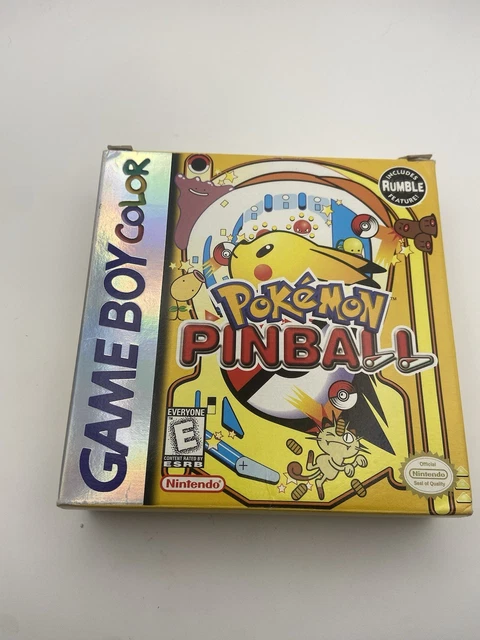 GAME BOY COLOR
INCLUDES
RUMBLE
FEATURE!
POKéMON
TM
PINBALL
EVERYONE
E
CONTENT RATED BY
ESRB
Nintendo
Official
Nintendo
Seal of Quality